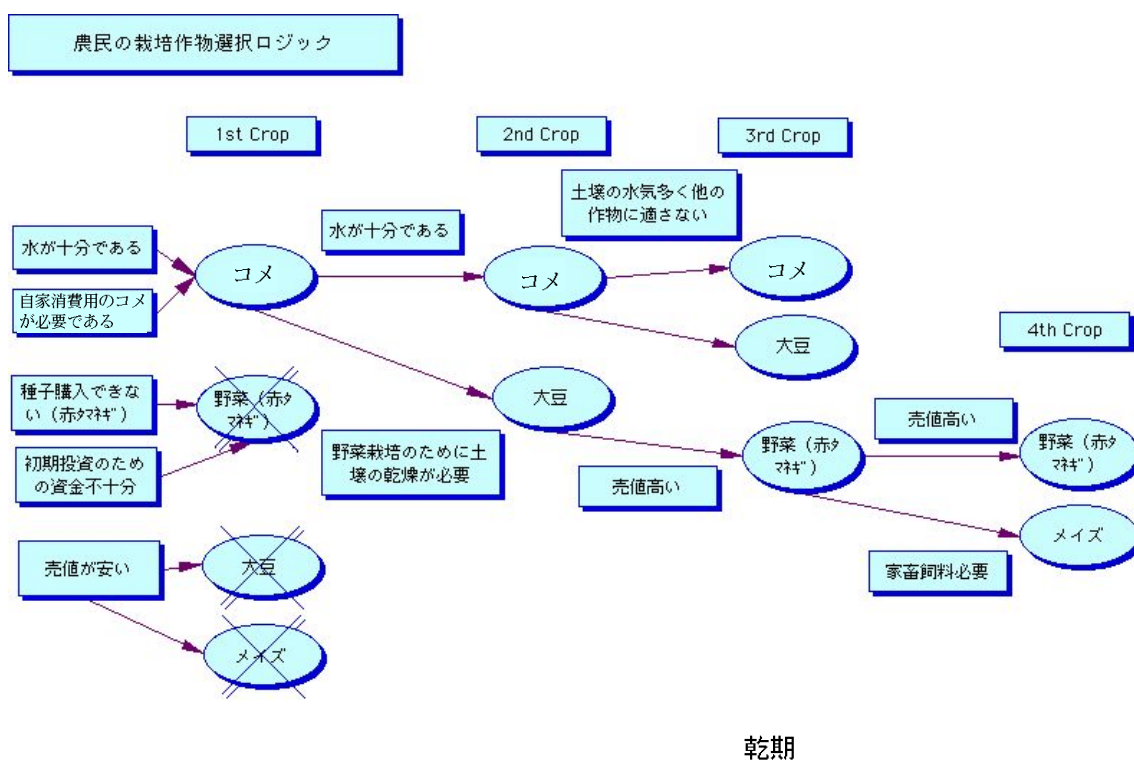 農民の栽培作物選択ロジック
1st Crop
2nd Crop
3rd Crop
土壌の水気多く他の
作物に適さない
水が十分である
水が十分である
コメ
コメ
コメ
自家消費用のコメ
が必要である
大豆
4th Crop
種子購入できな
い（赤ﾀﾏﾈｷﾞ）
野菜（赤ﾀ
ﾏﾈｷﾞ）
大豆
売値高い
初期投資のため
の資金不十分
野菜栽培のために土
壌の乾燥が必要
野菜（赤ﾀ
ﾏﾈｷﾞ）
野菜（赤ﾀ
ﾏﾈｷﾞ）
売値高い
売値が安い
大豆
メイズ
家畜飼料必要
メイズ
乾期